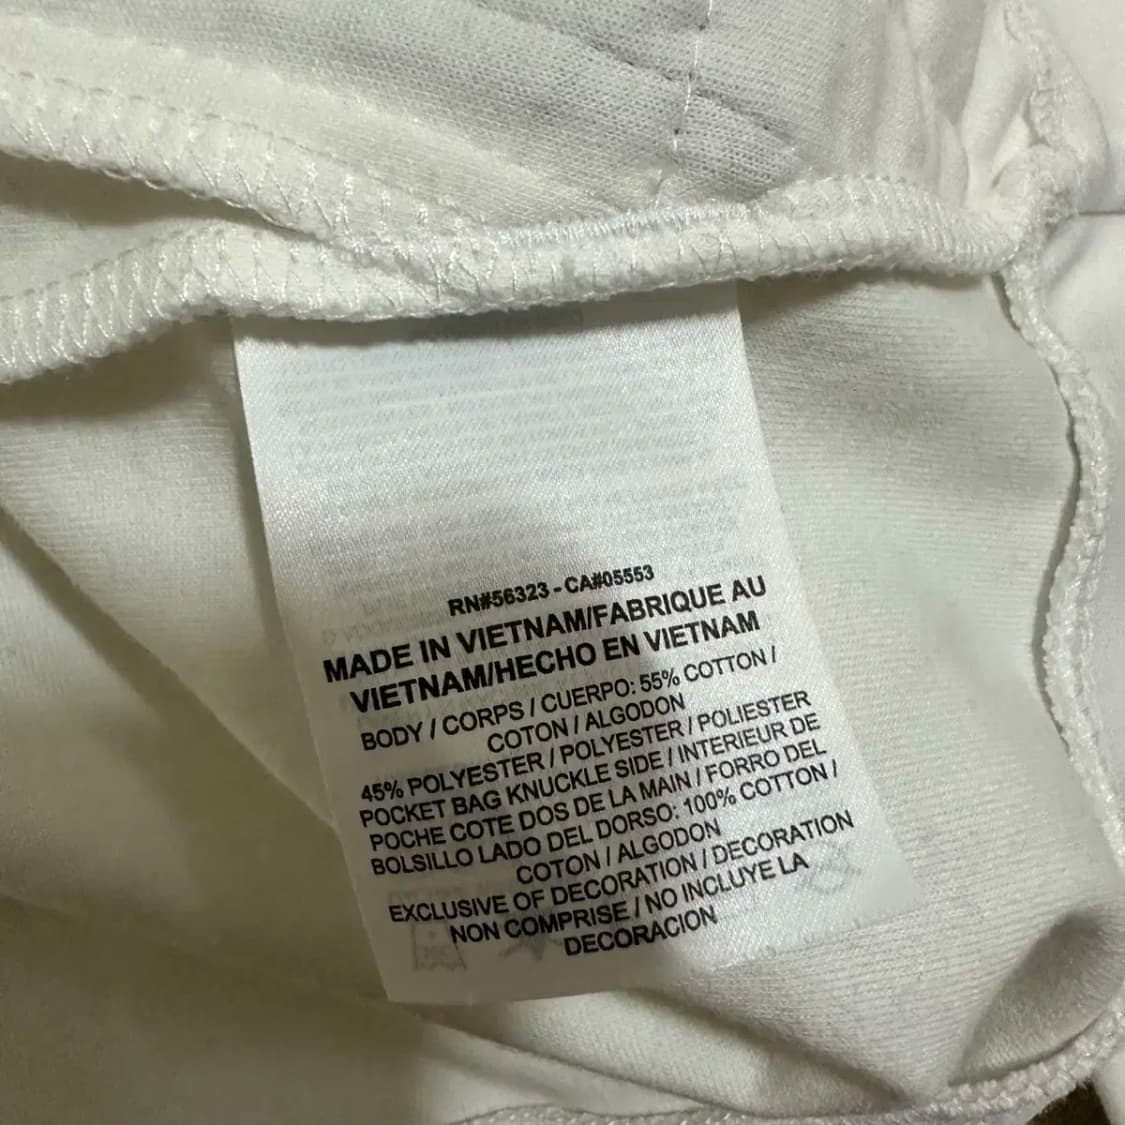 RN#56323 - CA#05553
MADE IN VIETNAM/FABRIQUE AU
VIETNAM/HECHO EN VIETNAM
BODY / CORPS / CUERPO: 55% COTTON /
COTON / ALGODON
45% POLYESTER / POLYESTER / POLIESTER
POCKET BAG KNUCKLE SIDE / INTERIEUR DE
POCHE COTE DOS DE LA MAIN / FORRO DEL
BOLSILLO LADO DEL DORSO: 100% COTTON /
COTON / ALGODON
EXCLUSIVE OF DECORATION / DECORATION
NON COMPRISE / NO INCLUYE LA
DECORACION